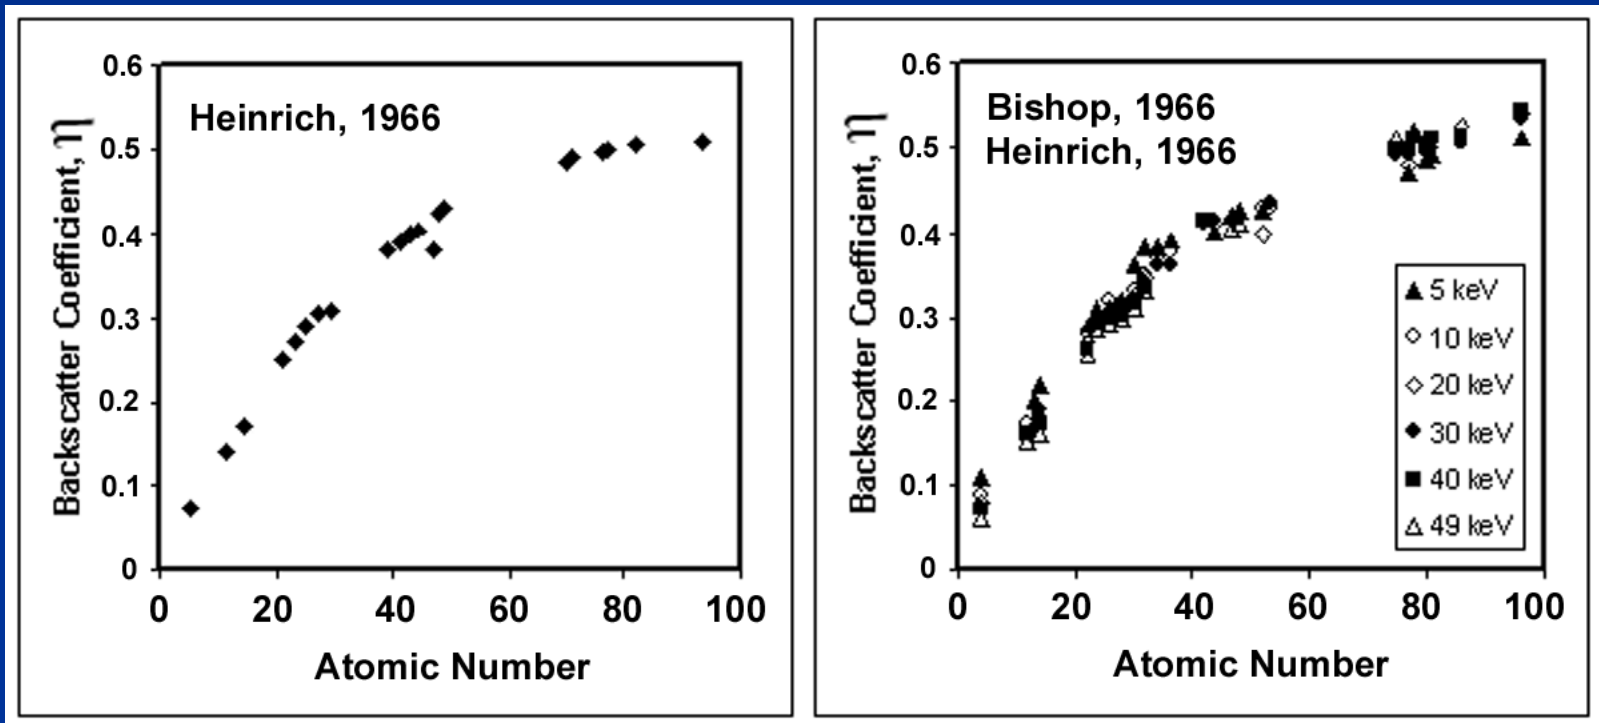 Heinrich, 1966
Backscatter Coefficient, η
0.6
0.5
0.4
0.3
0.2
0.1
0
0 20 40 60 80 100
Atomic Number
Bishop, 1966
Heinrich, 1966
Backscatter Coefficient, η
0.6
0.5
0.4
0.3
0.2
0.1
0
5 keV
10 keV
20 keV
30 keV
40 keV
49 keV
0 20 40 60 80 100
Atomic Number